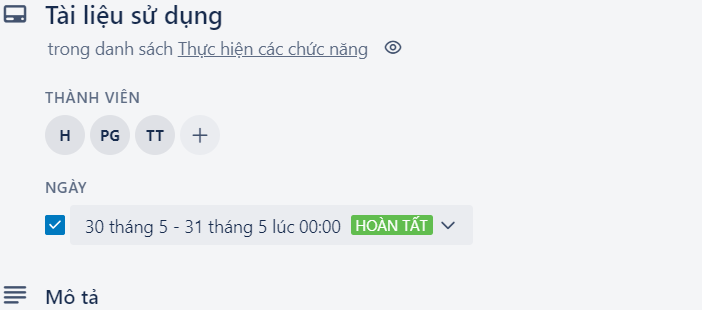 Tài liệu sử dụng
trong danh sách Thực hiện các chức năng
THÀNH VIÊN
H PG TT
NGÀY
30 tháng 5 - 31 tháng 5 lúc 00:00 HOÀN TẤT
Mô tả